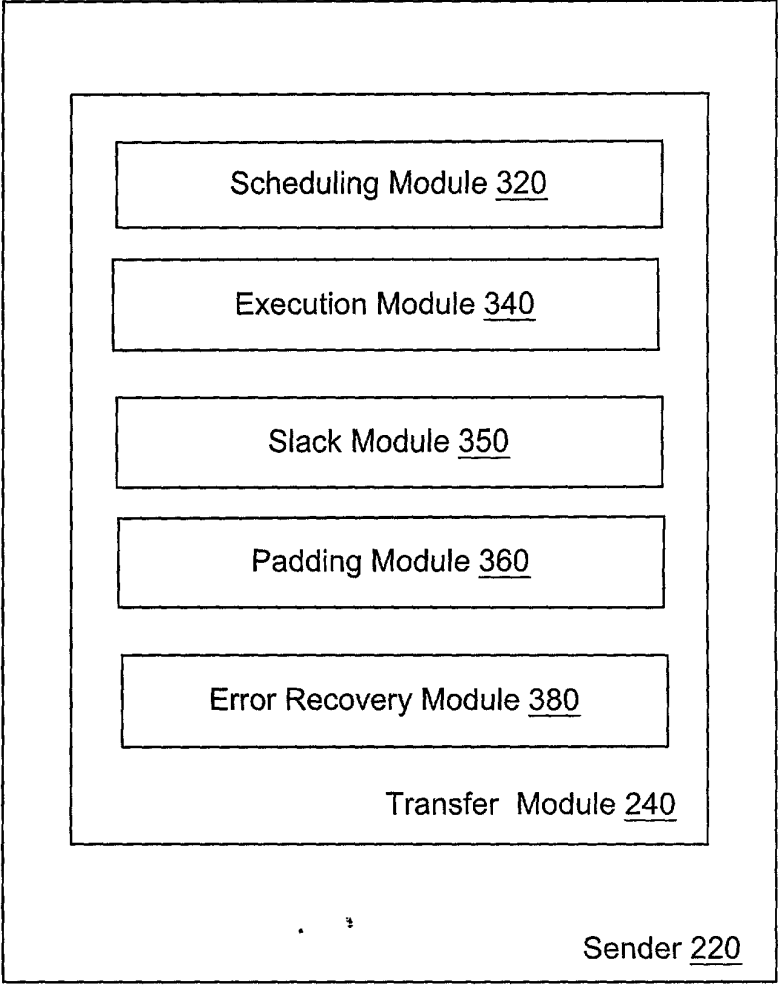 Scheduling Module 320
Execution Module 340
Slack Module 350
Padding Module 360
Error Recovery Module 380
Transfer Module 240
Sender 220